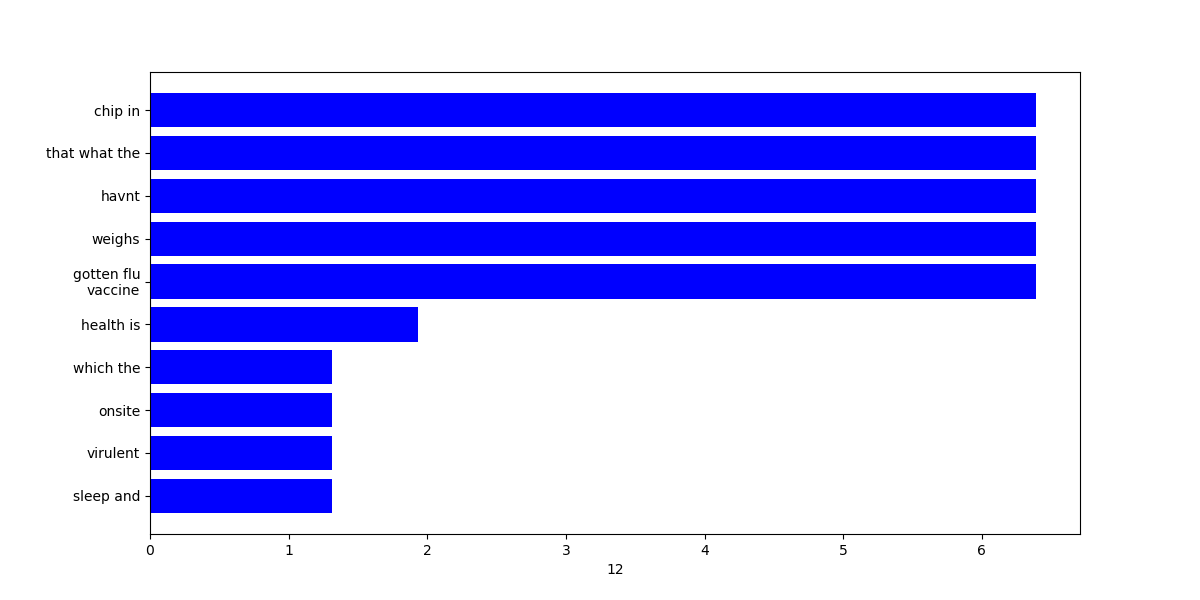 chip in
that what the
havnt
weighs
gotten flu
vaccine
health is
which the
onsite
virulent
sleep and
0 1 2 3 4 5 6
12